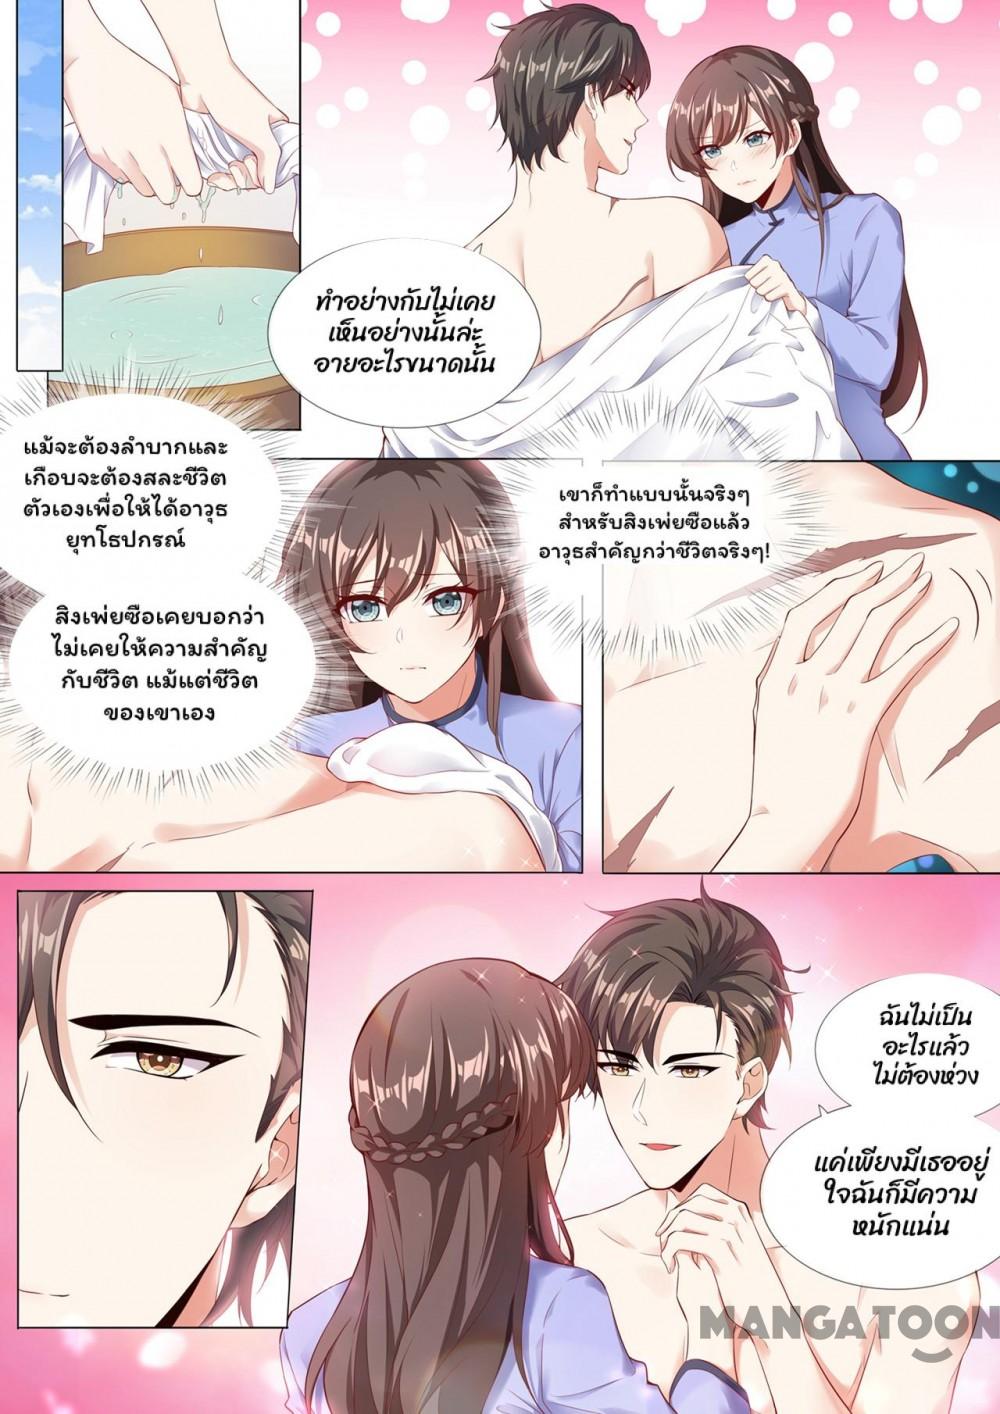 ทำอย่างกับไม่เคย
เห็นอย่างนั้นล่ะ
อายอะไรขนาดนั้น
แม้จะต้องลำบากและ
เกือบจะต้องสละชีวิต
ตัวเองเพื่อให้ได้อาวุธ
ยุทโธปกรณ์
สิงเพ่ยซือเคยบอกว่า
ไม่เคยให้ความสำคัญ
กับชีวิต แม้แต่ชีวิต
ของเขาเอง
เขาก็ทำแบบนั้นจริงๆ
สำหรับสิงเพ่ยซือแล้ว
อาวุธสำคัญกว่าชีวิตจริงๆ!
ฉันไม่เป็น
อะไรแล้ว
ไม่ต้องห่วง
แค่เพียงมีเธออยู่
ใจฉันก็มีความ
หนักแน่น
MANGATOON